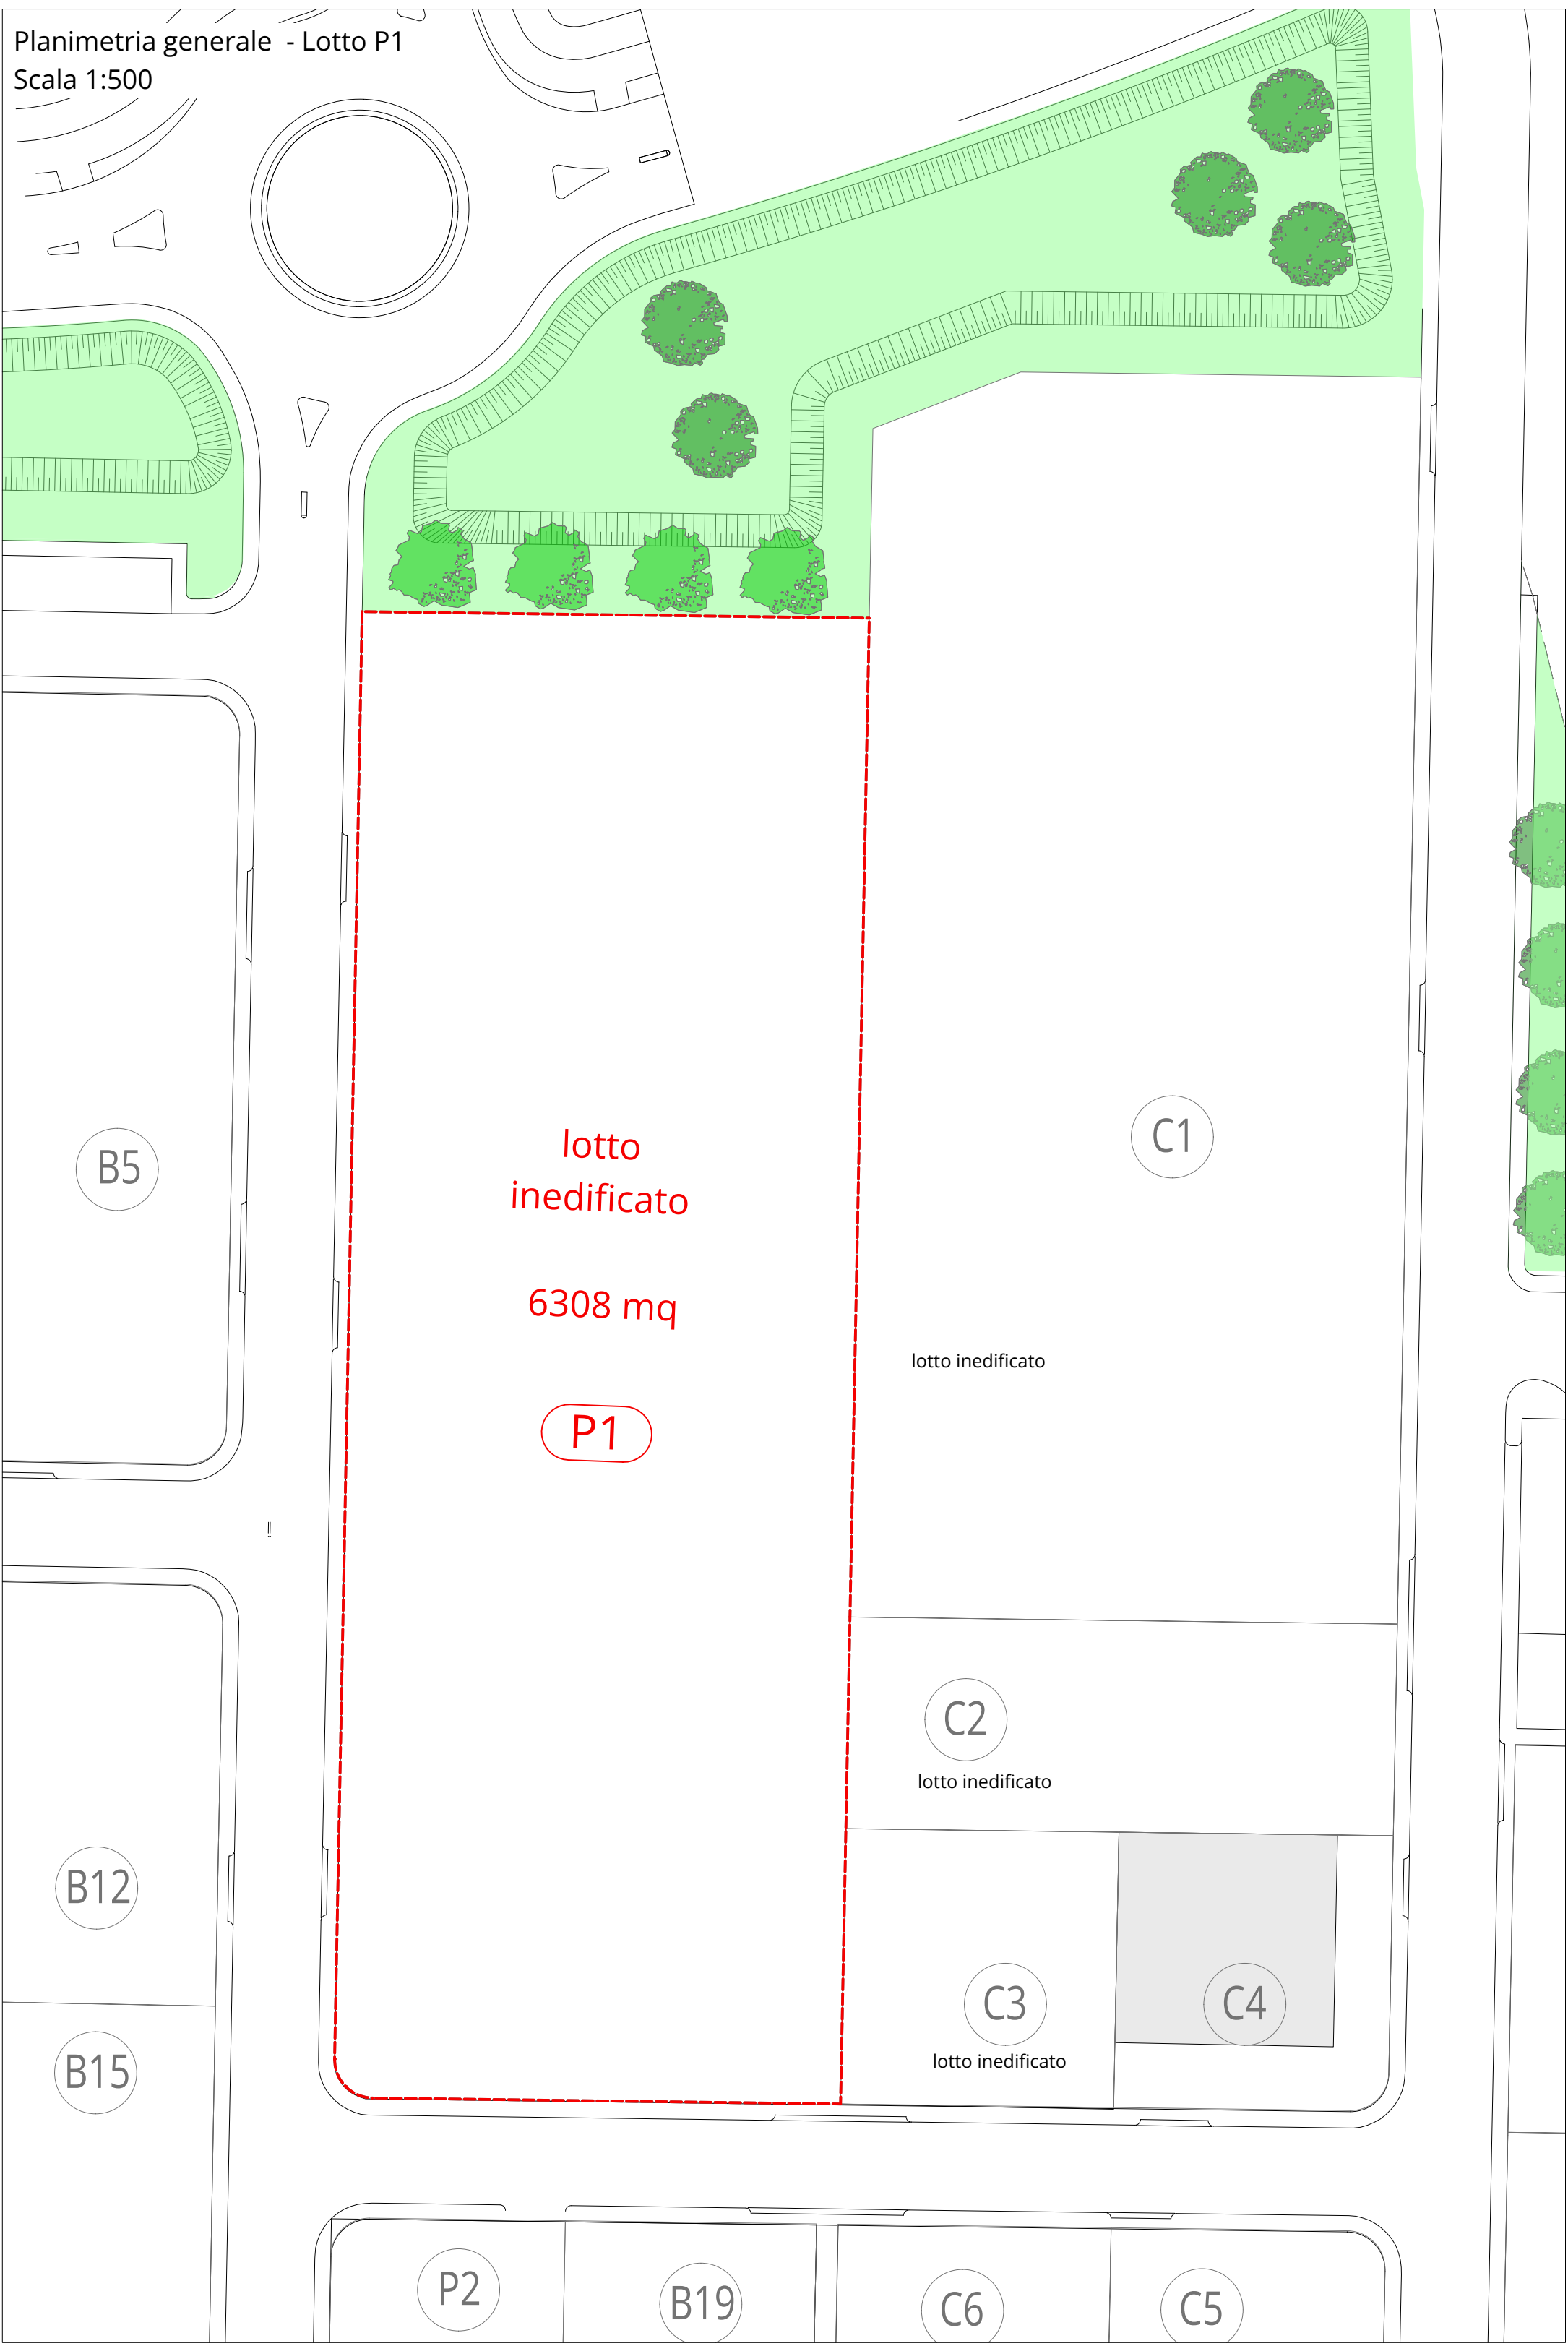 Planimetria generale - Lotto P1
Scala 1:500
lotto
inedificato
6308 mq
P1
B5
C1
lotto inedificato
C2
lotto inedificato
B12
C3
lotto inedificato
C4
B15
P2
B19
C6
C5